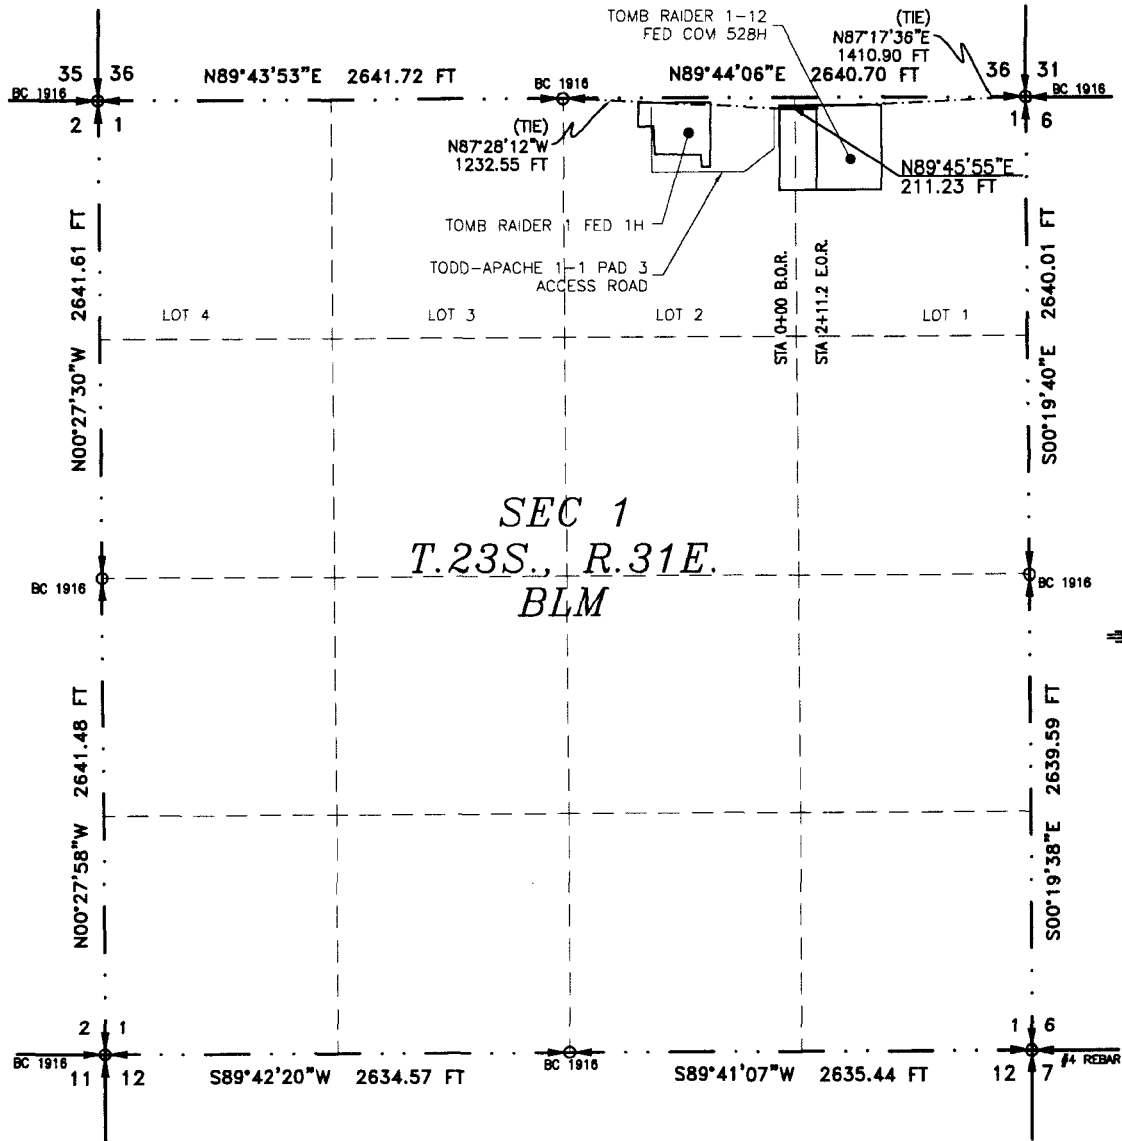 TOMB RAIDER 1-12
FED COM 528H
(TIE)
N87°17'36"E
1410.90 FT
35 36
N89°43'53"E 2641.72 FT
N89°44'06"E 2640.70 FT
36 31
BC 1916
BC 1916
BC 1916
2 1
1 6
(TIE)
N87°28'12"W
1232.55 FT
N89°45'55"E
211.23 FT
TOMB RAIDER 1 FED 1H
TODD-APACHE 1-1 PAD 3
ACCESS ROAD
N00°27'30"W 2641.61 FT
S00°19'40"E 2640.01 FT
STA 0+00 B.O.R.
STA 2+11.2 E.O.R.
LOT 4
LOT 3
LOT 2
LOT 1
SEC 1
T.23S., R.31E.
BLM
BC 1916
BC 1916
N00°27'58"W 2641.48 FT
S00°19'38"E 2639.59 FT
2 1
1 6
BC 1916
BC 1916
#4 REBAR
11 12
S89°42'20"W 2634.57 FT
S89°41'07"W 2635.44 FT
12 7